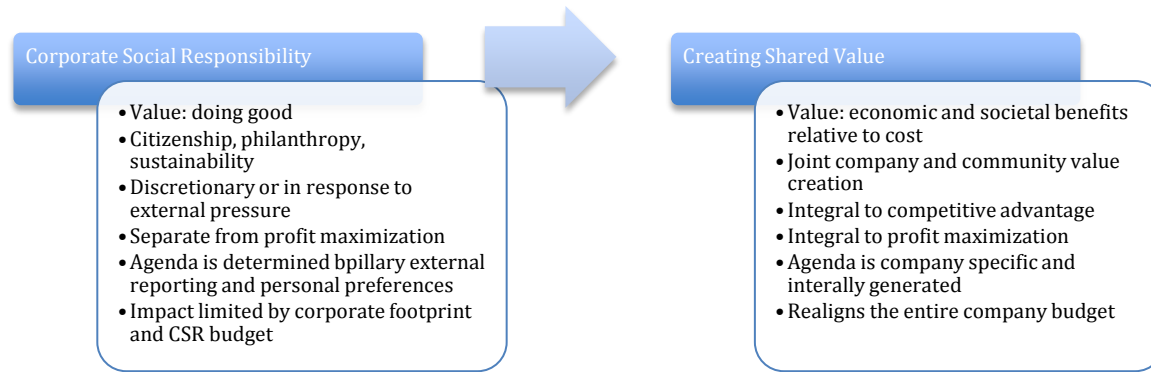 Corporate Social Responsibility
• Value: doing good
• Citizenship, philanthropy,
sustainability
• Discretionary or in response to
external pressure
• Separate from profit maximization
• Agenda is determined bpillary external
reporting and personal preferences
• Impact limited by corporate footprint
and CSR budget
Creating Shared Value
• Value: economic and societal benefits
relative to cost
• Joint company and community value
creation
• Integral to competitive advantage
• Integral to profit maximization
• Agenda is company specific and
interally generated
• Realigns the entire company budget